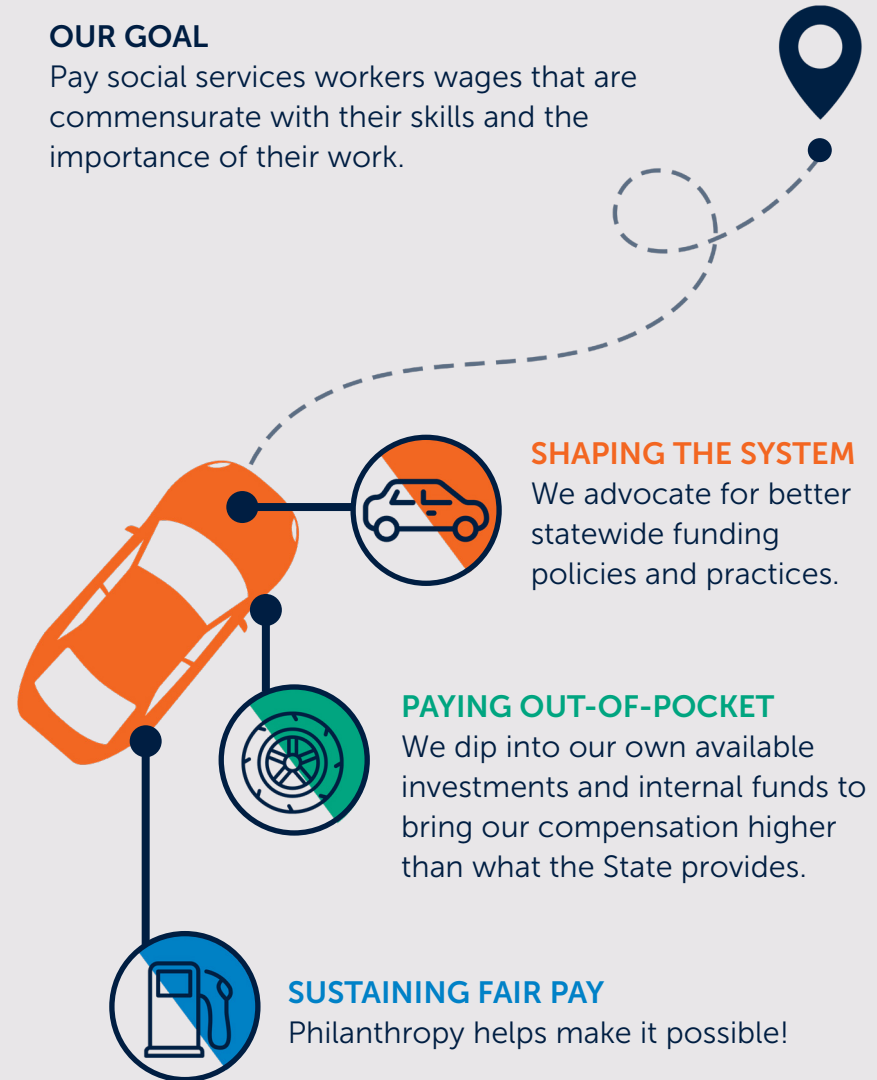 OUR GOAL
Pay social services workers wages that are
commensurate with their skills and the
importance of their work.
SHAPING THE SYSTEM
We advocate for better
statewide funding
policies and practices.
PAYING OUT-OF-POCKET
We dip into our own available
investments and internal funds to
bring our compensation higher
than what the State provides.
SUSTAINING FAIR PAY
Philanthropy helps make it possible!